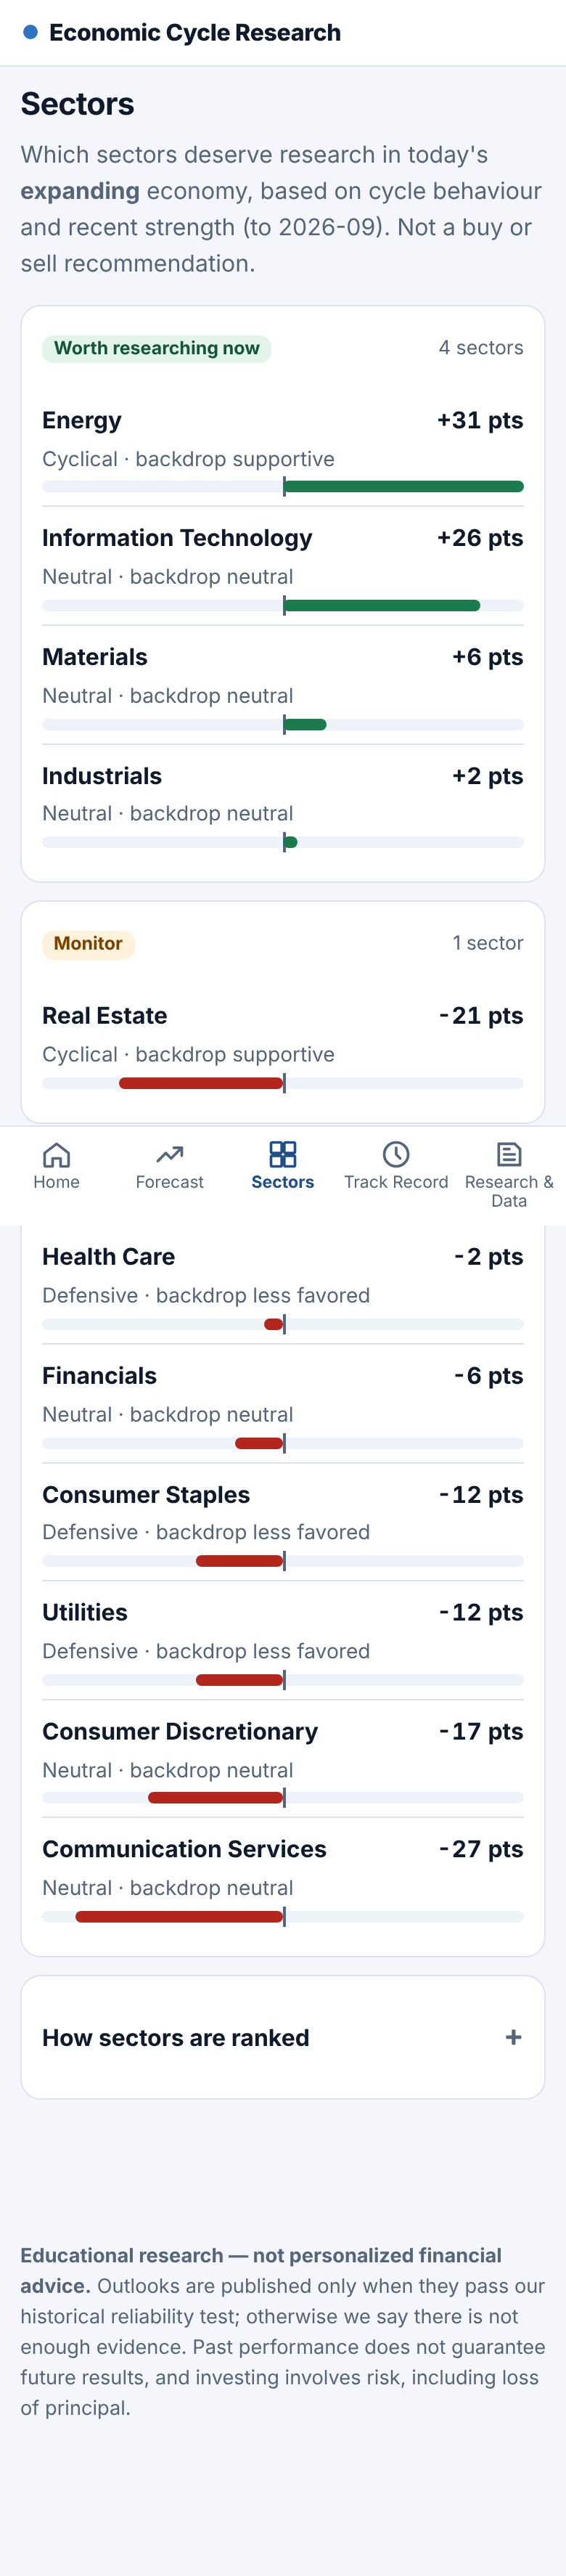 Economic Cycle Research
Sectors
Which sectors deserve research in today's
expanding economy, based on cycle behaviour
and recent strength (to 2026-09). Not a buy or
sell recommendation.
Worth researching now
4 sectors
Energy
+31 pts
Cyclical · backdrop supportive
Information Technology
+26 pts
Neutral · backdrop neutral
Materials
+6 pts
Neutral · backdrop neutral
Industrials
+2 pts
Neutral · backdrop neutral
Monitor
1 sector
Real Estate
-21 pts
Cyclical · backdrop supportive
Home
Forecast
Sectors
Track Record
Research &
Data
Health Care
-2 pts
Defensive · backdrop less favored
Financials
-6 pts
Neutral · backdrop neutral
Consumer Staples
-12 pts
Defensive · backdrop less favored
Utilities
-12 pts
Defensive · backdrop less favored
Consumer Discretionary
-17 pts
Neutral · backdrop neutral
Communication Services
-27 pts
Neutral · backdrop neutral
How sectors are ranked
+
Educational research — not personalized financial
advice. Outlooks are published only when they pass our
historical reliability test; otherwise we say there is not
enough evidence. Past performance does not guarantee
future results, and investing involves risk, including loss
of principal.